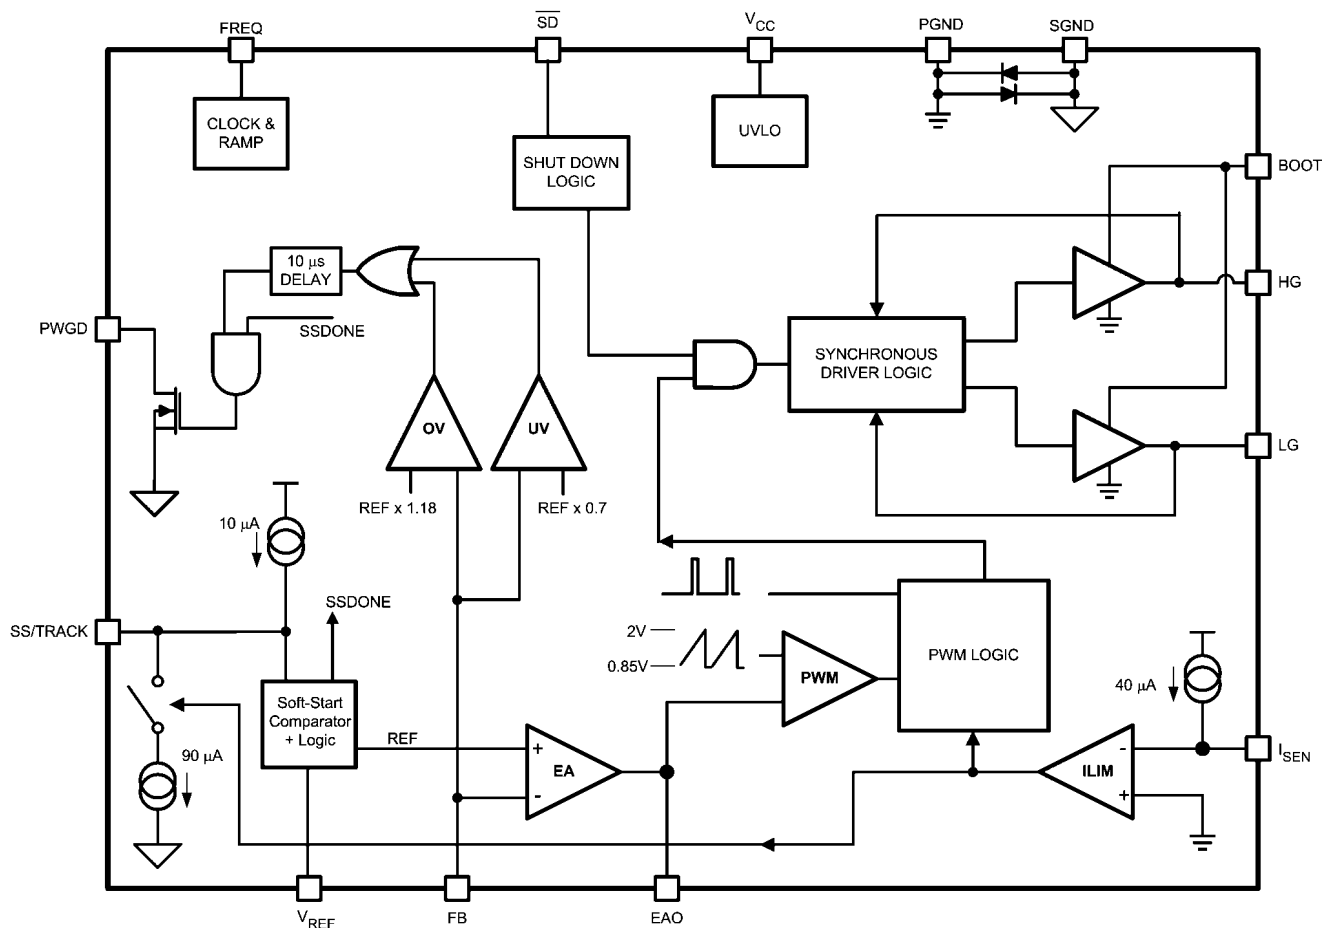 FREQ
SD
VCC
PGND
SGND
CLOCK &
RAMP
SHUT DOWN
LOGIC
UVLO
BOOT
10 μs
DELAY
HG
PWGD
SSDONE
SYNCHRONOUS
DRIVER LOGIC
OV
UV
LG
REF x 1.18
REF x 0.7
10 μA
SSDONE
SS/TRACK
2V
0.85V
PWM
PWM LOGIC
40 μA
Soft-Start
Comparator
+ Logic
REF
+
EA
-
90 μA
-
ILIM
+
ISEN
VREF
FB
EAO